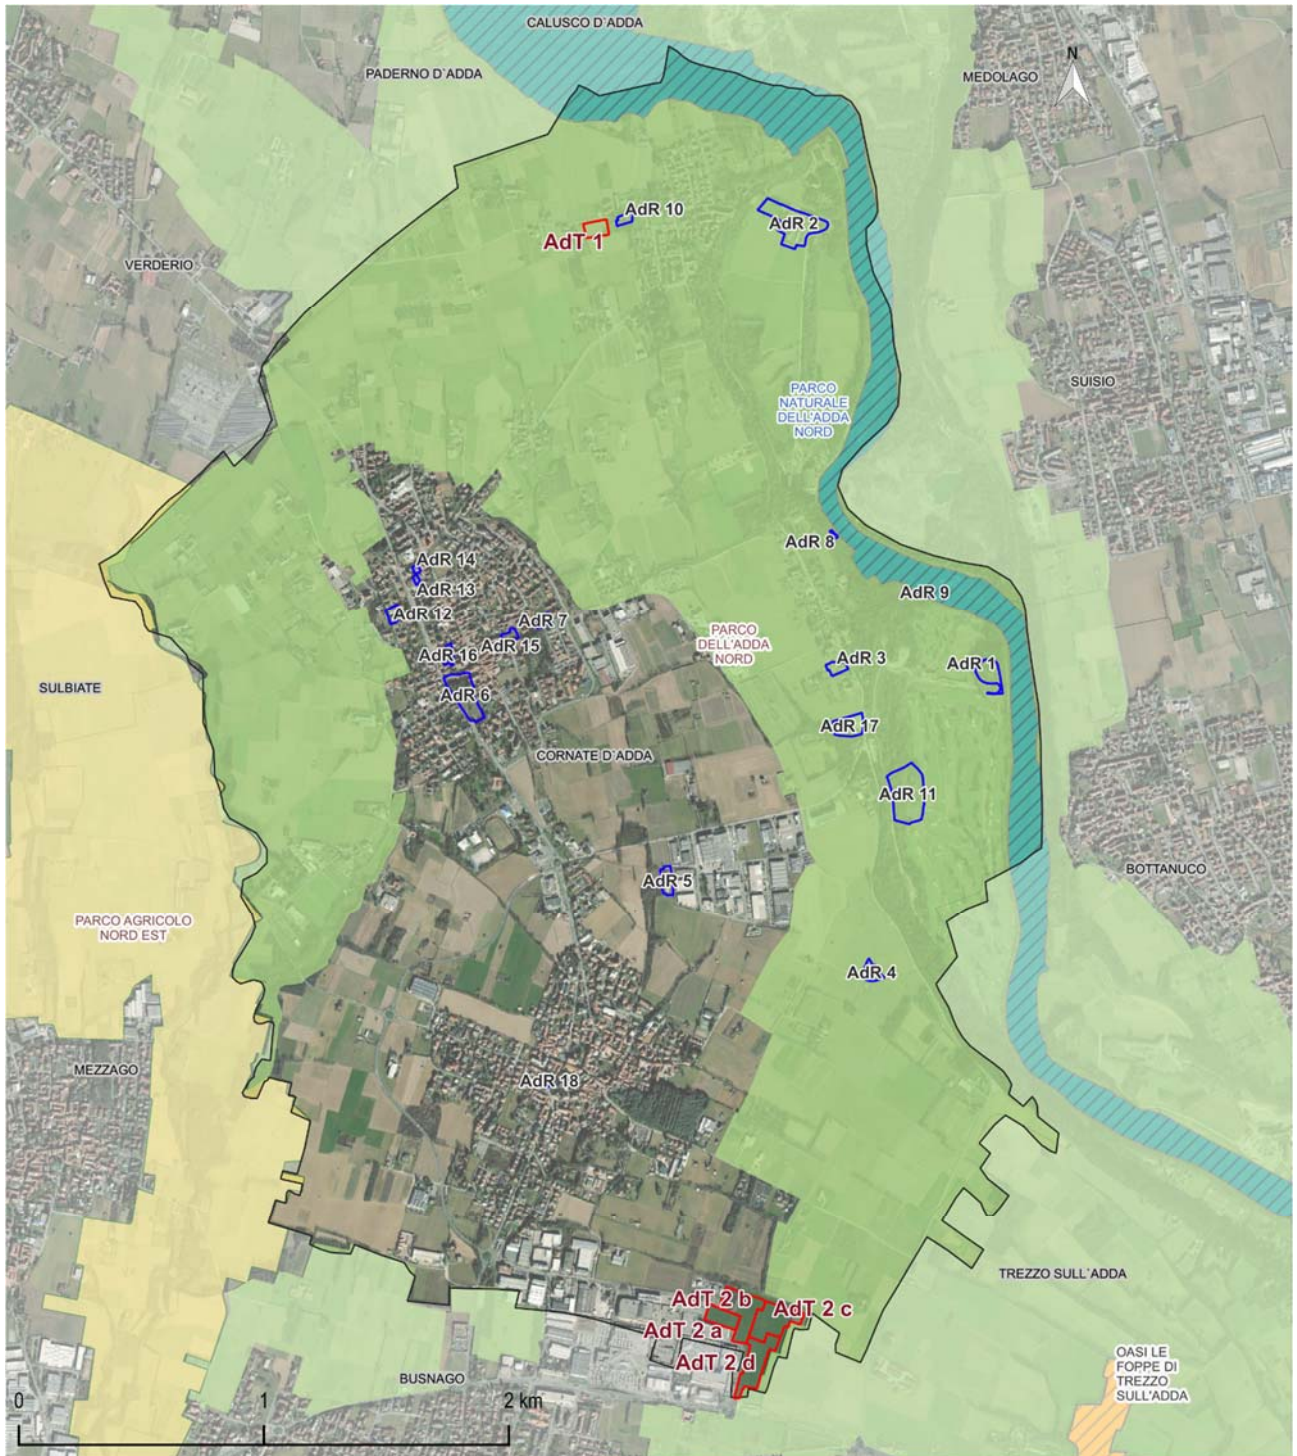 CALUSCO D`ADDA
N
PADERNO D`ADDA
MEDOLAGO
AdR 10
AdR 2
AdT 1
VERDERIO
SUISIO
PARCO
NATURALE
DELL'ADDA
NORD
AdR 8
AdR 14
AdR 13
AdR 9
AdR 12
AdR 7
PARCO
DELL'ADDA
NORD
AdR 15
AdR 16
AdR 3
AdR 1
SULBIATE
AdR 6
AdR 17
CORNATE D`ADDA
AdR 11
BOTTANUCO
AdR 5
PARCO AGRICOLO
NORD EST
AdR 4
MEZZAGO
AdR 18
TREZZO SULL`ADDA
AdT 2 b
AdT 2 c
AdT 2 a
AdT 2 d
OASI LE
FOPPE DI
TREZZO
SULL'ADDA
BUSNAGO
0 1 2 km